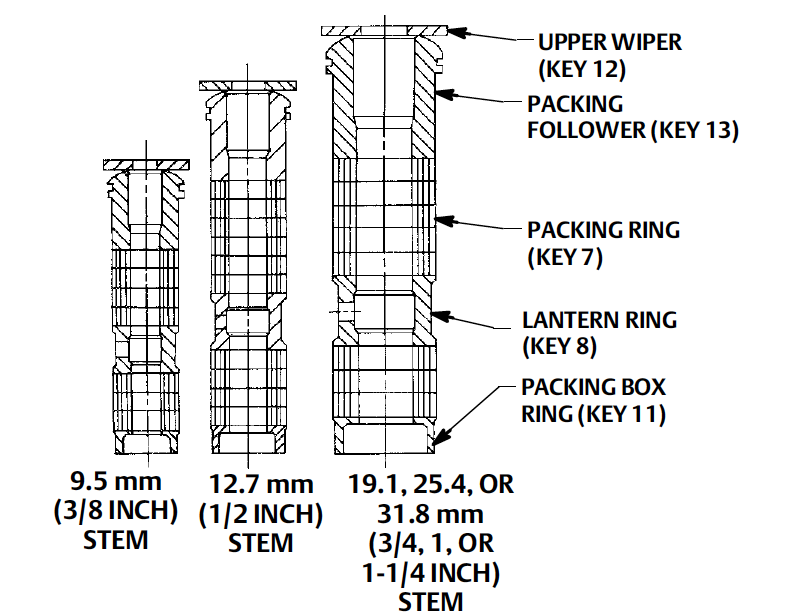 UPPER WIPER
(KEY 12)
PACKING
FOLLOWER (KEY 13)
PACKING RING
(KEY 7)
LANTERN RING
(KEY 8)
PACKING BOX
RING (KEY 11)
9.5 mm
(3/8 INCH)
STEM
12.7 mm
(1/2 INCH)
STEM
19.1, 25.4, OR
31.8 mm
(3/4, 1, OR
1-1/4 INCH)
STEM